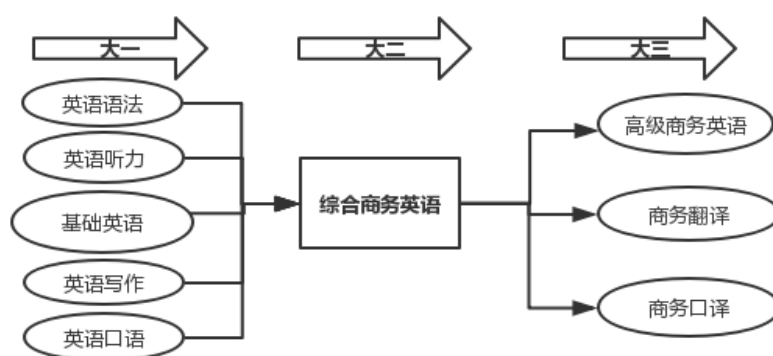 大一
大二
大三
英语语法
英语听力
基础英语
英语写作
英语口语
综合商务英语
高级商务英语
商务翻译
商务口译